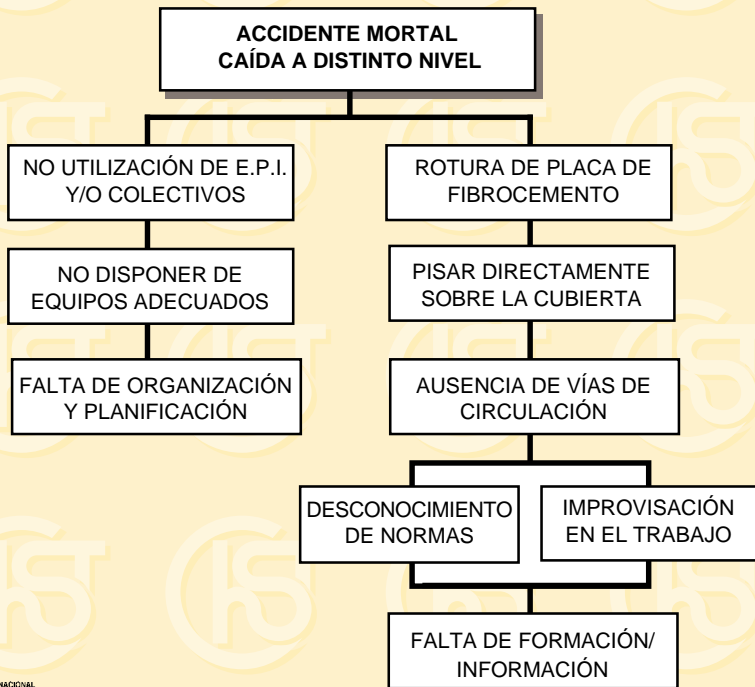 ACCIDENTE MORTAL
CAÍDA A DISTINTO NIVEL
NO UTILIZACIÓN DE E.P.I.
Y/O COLECTIVOS
ROTURA DE PLACA DE
FIBROCEMENTO
NO DISPONER DE
EQUIPOS ADECUADOS
PISAR DIRECTAMENTE
SOBRE LA CUBIERTA
FALTA DE ORGANIZACIÓN
Y PLANIFICACIÓN
AUSENCIA DE VÍAS DE
CIRCULACIÓN
DESCONOCIMIENTO
DE NORMAS
IMPROVISACIÓN
EN EL TRABAJO
FALTA DE FORMACIÓN/
INFORMACIÓN
NACIONAL